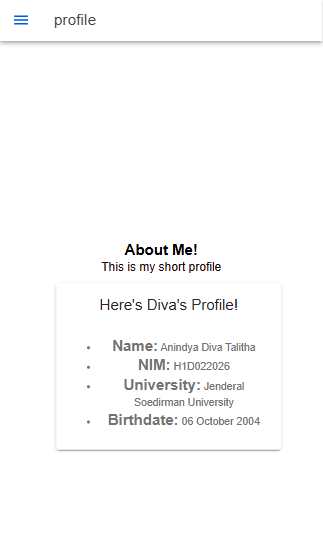 profile
About Me!
This is my short profile
Here's Diva's Profile!
• Name: Anindya Diva Talitha
• NIM: H1D022026
• University: Jenderal
Soedirman University
• Birthdate: 06 October 2004